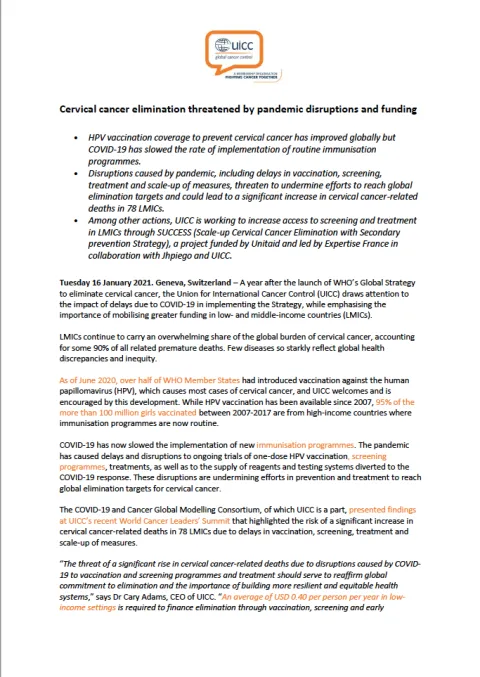 uicc
global cancer control
A MEMBERSHIP ORGANISATION
FIGHTING CANCER TOGETHER
Cervical cancer elimination threatened by pandemic disruptions and funding
• HPV vaccination coverage to prevent cervical cancer has improved globally but
COVID-19 has slowed the rate of implementation of routine immunisation
programmes.
• Disruptions caused by pandemic, including delays in vaccination, screening,
treatment and scale-up of measures, threaten to undermine efforts to reach global
elimination targets and could lead to a significant increase in cervical cancer-related
deaths in 78 LMICs.
• Among other actions, UICC is working to increase access to screening and treatment
in LMICs through SUCCESS (Scale-up Cervical Cancer Elimination with Secondary
prevention Strategy), a project funded by Unitaid and led by Expertise France in
collaboration with Jhpiego and UICC.
Tuesday 16 January 2021. Geneva, Switzerland – A year after the launch of WHO's Global Strategy
to eliminate cervical cancer, the Union for International Cancer Control (UICC) draws attention to
the impact of delays due to COVID-19 in implementing the Strategy, while emphasising the
importance of mobilising greater funding in low- and middle-income countries (LMICs).
LMICs continue to carry an overwhelming share of the global burden of cervical cancer, accounting
for some 90% of all related premature deaths. Few diseases so starkly reflect global health
discrepancies and inequity.
As of June 2020, over half of WHO Member States had introduced vaccination against the human
papillomavirus (HPV), which causes most cases of cervical cancer, and UICC welcomes and is
encouraged by this development. While HPV vaccination has been available since 2007, 95% of the
more than 100 million girls vaccinated between 2007-2017 are from high-income countries where
immunisation programmes are now routine.
COVID-19 has now slowed the implementation of new immunisation programmes. The pandemic
has caused delays and disruptions to ongoing trials of one-dose HPV vaccination, screening
programmes, treatments, as well as to the supply of reagents and testing systems diverted to the
COVID-19 response. These disruptions are undermining efforts in prevention and treatment to reach
global elimination targets for cervical cancer.
The COVID-19 and Cancer Global Modelling Consortium, of which UICC is a part, presented findings
at UICC's recent World Cancer Leaders' Summit that highlighted the risk of a significant increase in
cervical cancer-related deaths in 78 LMICs due to delays in vaccination, screening, treatment and
scale-up of measures.
"The threat of a significant rise in cervical cancer-related deaths due to disruptions caused by COVID-
19 to vaccination and screening programmes and treatment should serve to reaffirm global
commitment to elimination and the importance of building more resilient and equitable health
systems," says Dr Cary Adams, CEO of UICC. "An average of USD 0.40 per person per year in low-
income settings is required to finance elimination through vaccination, screening and early